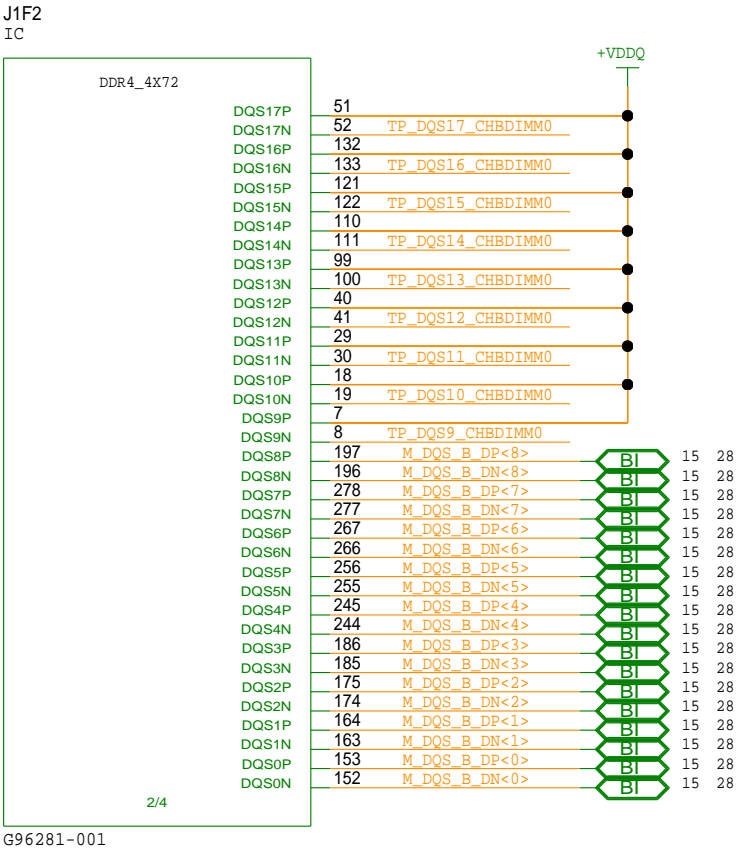 J1F2
IC
+VDDQ
DDR4_4X72
DQS17P 51
DQS17N 52 TP_DQS17_CHBDIMM0
DQS16P 132
DQS16N 133 TP_DQS16_CHBDIMM0
DQS15P 121
DQS15N 122 TP_DQS15_CHBDIMM0
DQS14P 110
DQS14N 111 TP_DQS14_CHBDIMM0
DQS13P 99
DQS13N 100 TP_DQS13_CHBDIMM0
DQS12P 40
DQS12N 41 TP_DQS12_CHBDIMM0
DQS11P 29
DQS11N 30 TP_DQS11_CHBDIMM0
DQS10P 18
DQS10N 19 TP_DQS10_CHBDIMM0
DQS9P 7
DQS9N 8 TP_DQS9_CHBDIMM0
DQS8P 197 M_DQS_B_DP<8> BI 15 28
DQS8N 196 M_DQS_B_DN<8> BI 15 28
DQS7P 278 M_DQS_B_DP<7> BI 15 28
DQS7N 277 M_DQS_B_DN<7> BI 15 28
DQS6P 267 M_DQS_B_DP<6> BI 15 28
DQS6N 266 M_DQS_B_DN<6> BI 15 28
DQS5P 256 M_DQS_B_DP<5> BI 15 28
DQS5N 255 M_DQS_B_DN<5> BI 15 28
DQS4P 245 M_DQS_B_DP<4> BI 15 28
DQS4N 244 M_DQS_B_DN<4> BI 15 28
DQS3P 186 M_DQS_B_DP<3> BI 15 28
DQS3N 185 M_DQS_B_DN<3> BI 15 28
DQS2P 175 M_DQS_B_DP<2> BI 15 28
DQS2N 174 M_DQS_B_DN<2> BI 15 28
DQS1P 164 M_DQS_B_DP<1> BI 15 28
DQS1N 163 M_DQS_B_DN<1> BI 15 28
DQS0P 153 M_DQS_B_DP<0> BI 15 28
DQS0N 152 M_DQS_B_DN<0> BI 15 28
2/4
G96281-001